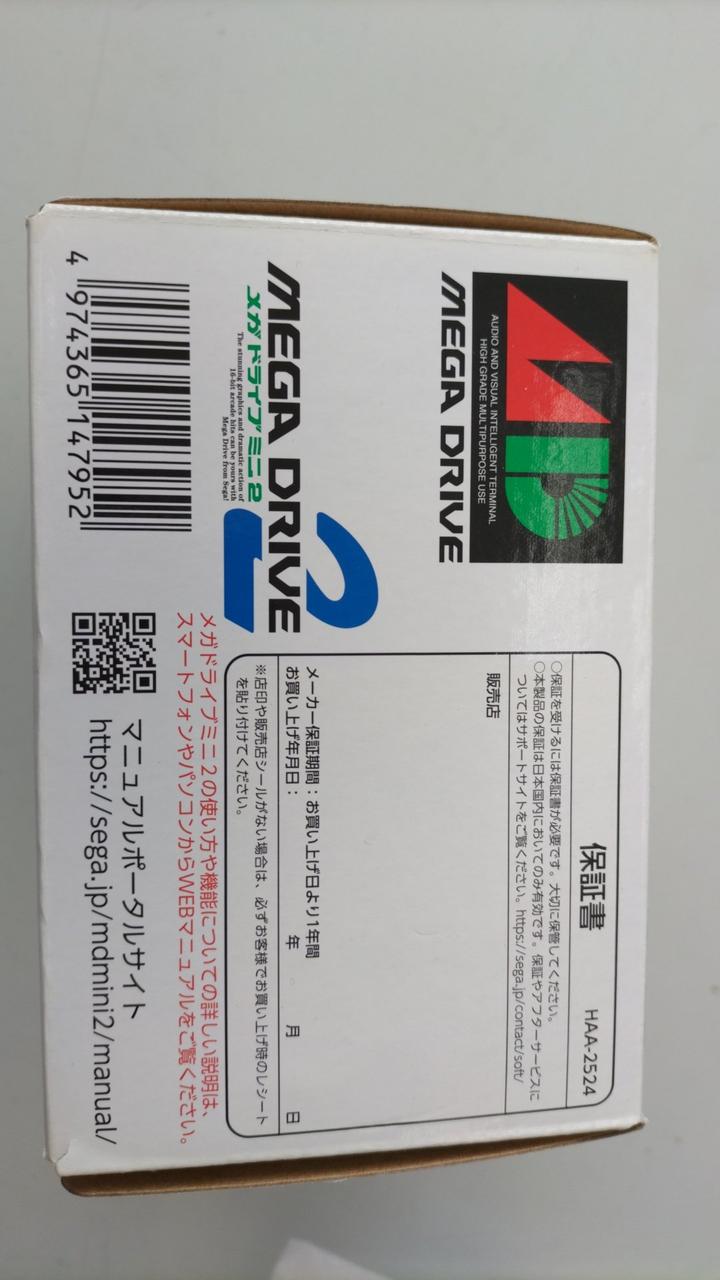 AUDIO AND VISUAL INTELLIGENT TERMINAL
HIGH GRADE MULTIPURPOSE USE
MEGA DRIVE
MEGA DRIVE 2
メガドライブミニ2
The stunning graphics and dramatic action of
16-bit arcade hits can be yours with
Mega Drive from Sega!
4 974365 147952
保証書
HAA-2524
○保証を受けるには保証書が必要です。大切に保管してください。
○本製品の保証は日本国内においてのみ有効です。保証やアフターサービスに
ついてはサポートサイトをご覧ください。https://sega.jp/contact/soft/
販売店
メーカー保証期間：お買い上げ日より1年間
お買い上げ年月日： 年 月 日
※店印や販売店シールがない場合は、必ずお客様でお買い上げ時のレシート
を貼り付けてください。
メガドライブミニ2の使い方や機能についての詳しい説明は、
スマートフォンやパソコンからWEBマニュアルをご覧ください。
マニュアルポータルサイト
https://sega.jp/mdmini2/manual/